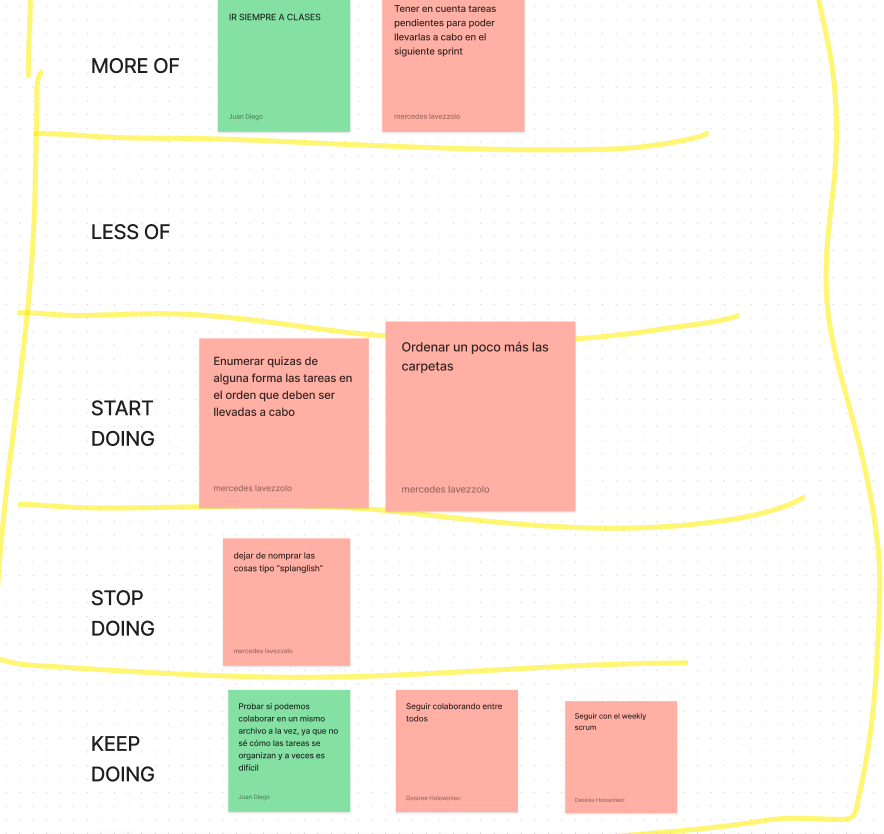 MORE OF
IR SIEMPRE A CLASES
Juan Diego
Tener en cuenta tareas
pendientes para poder
llevarlas a cabo en el
siguiente sprint
mercedes lavezzolo
LESS OF
START
DOING
Enumerar quizas de
alguna forma las tareas en
el orden que deben ser
llevadas a cabo
mercedes lavezzolo
Ordenar un poco más las
carpetas
mercedes lavezzolo
STOP
DOING
dejar de nomprar las
cosas tipo "splanglish"
mercedes lavezzolo
KEEP
DOING
Probar si podemos
colaborar en un mismo
archivo a la vez, ya que no
sé cómo las tareas se
organizan y a veces es
difícil
Juan Diego
Seguir colaborando entre
todos
Desiree Holowiniec
Seguir con el weekly
scrum
Desiree Holowiniec